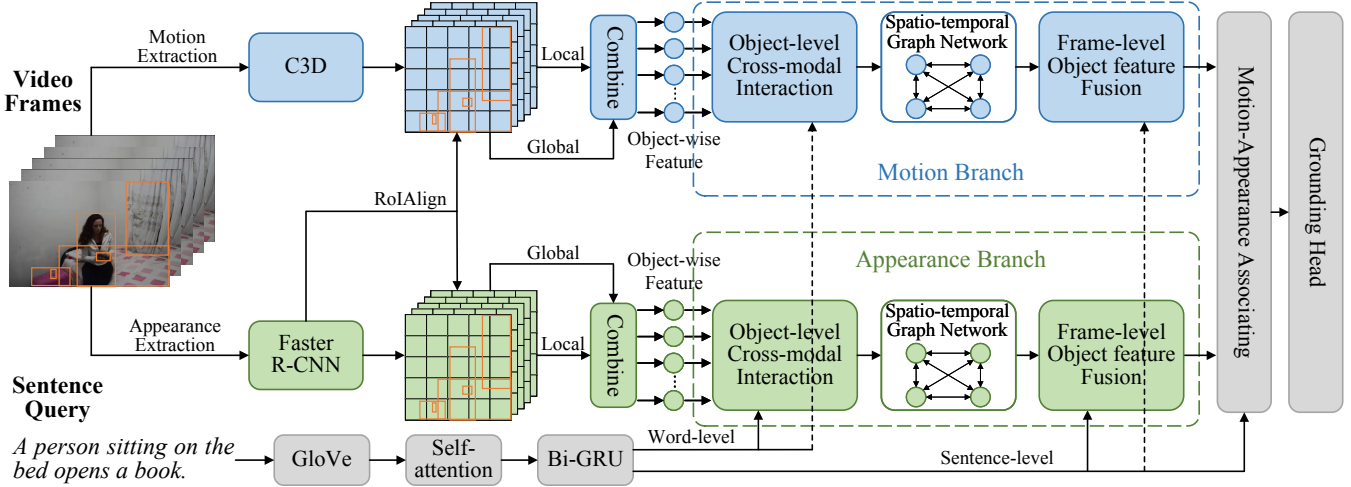 Video
Frames
Motion
Extraction
C3D
Local
Global
Combine
Object-wise
Feature
Object-level
Cross-modal
Interaction
Spatio-temporal
Graph Network
Frame-level
Object feature
Fusion
Motion Branch
RoIAlign
Appearance
Extraction
Faster
R-CNN
Global
Local
Combine
Object-wise
Feature
Appearance Branch
Object-level
Cross-modal
Interaction
Spatio-temporal
Graph Network
Frame-level
Object feature
Fusion
Motion-Appearance Associating
Grounding Head
Sentence
Query
A person sitting on the
bed opens a book.
GloVe
Self-
attention
Bi-GRU
Word-level
Sentence-level